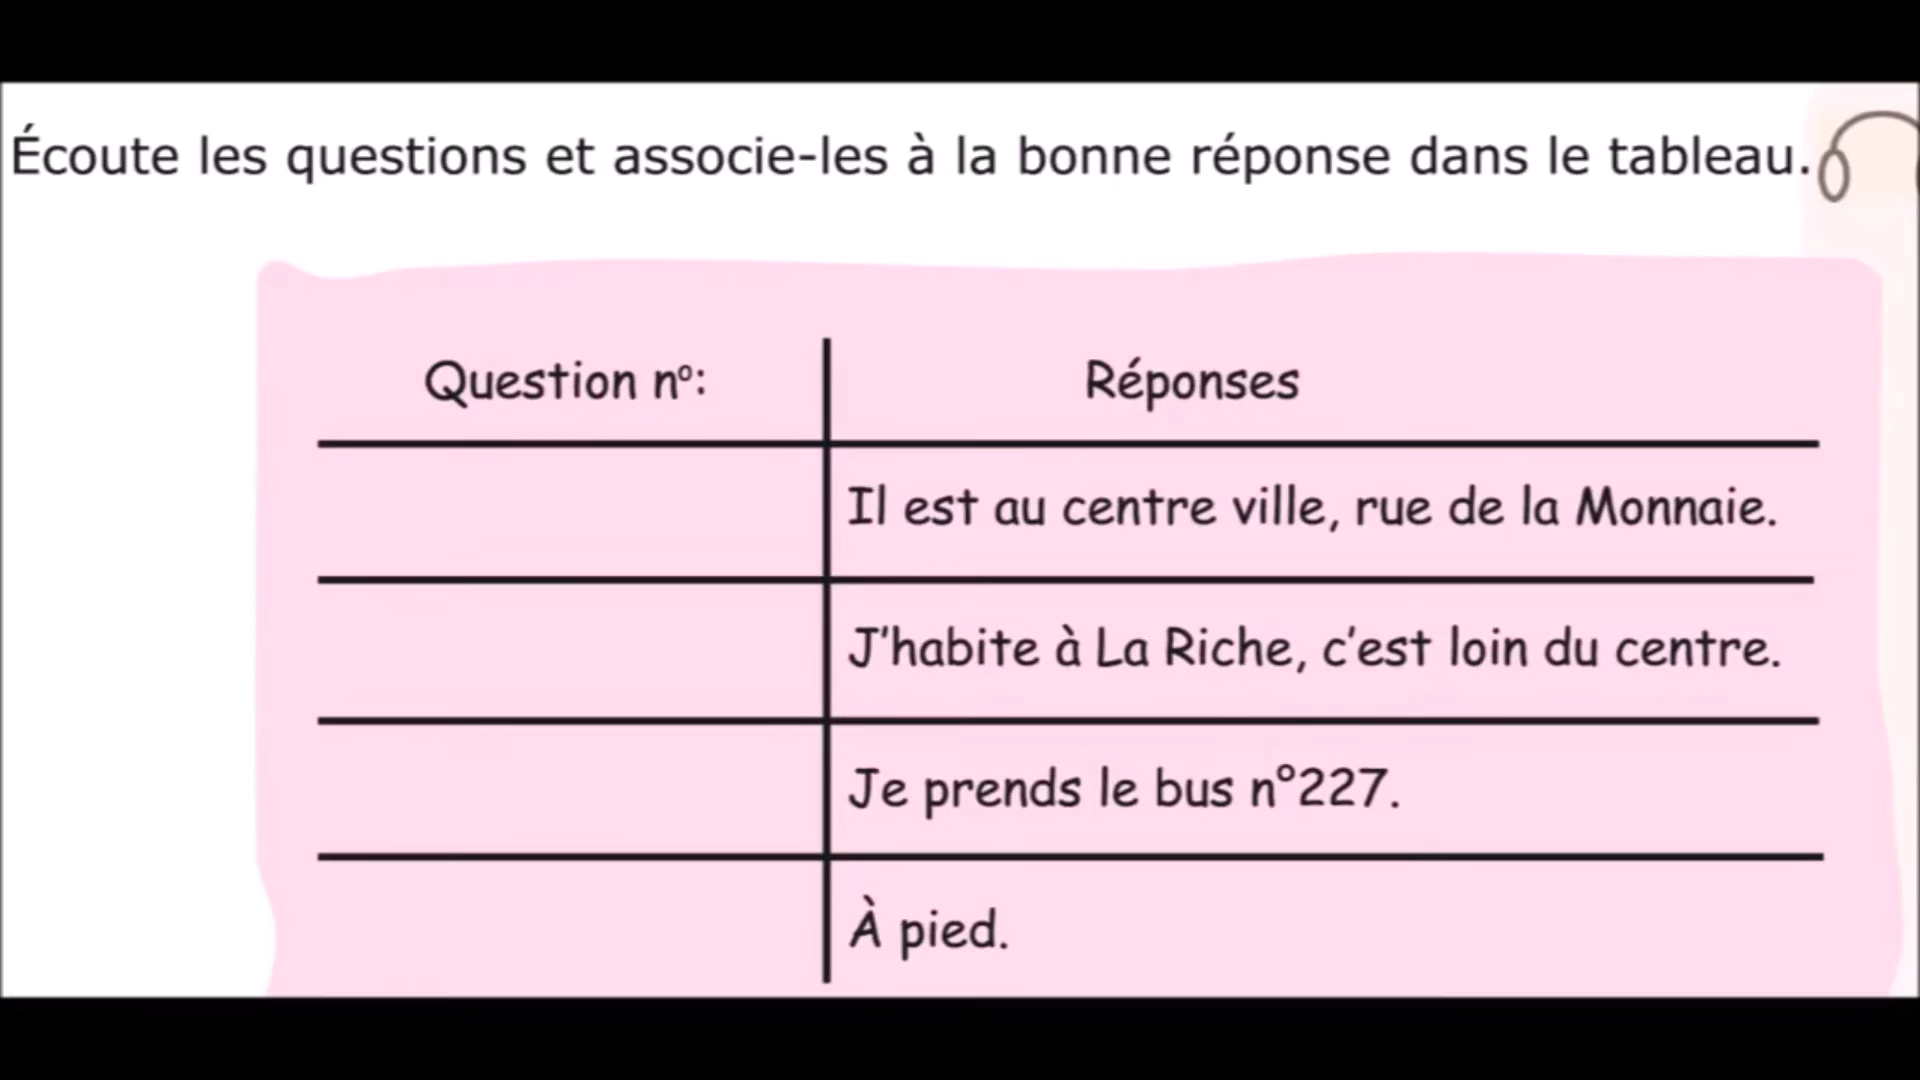 Écoute les questions et associe-les à la bonne réponse dans le tableau.
Question nº: Réponses
Il est au centre ville, rue de la Monnaie.
J'habite à La Riche, c'est loin du centre.
Je prends le bus n°227.
À pied.